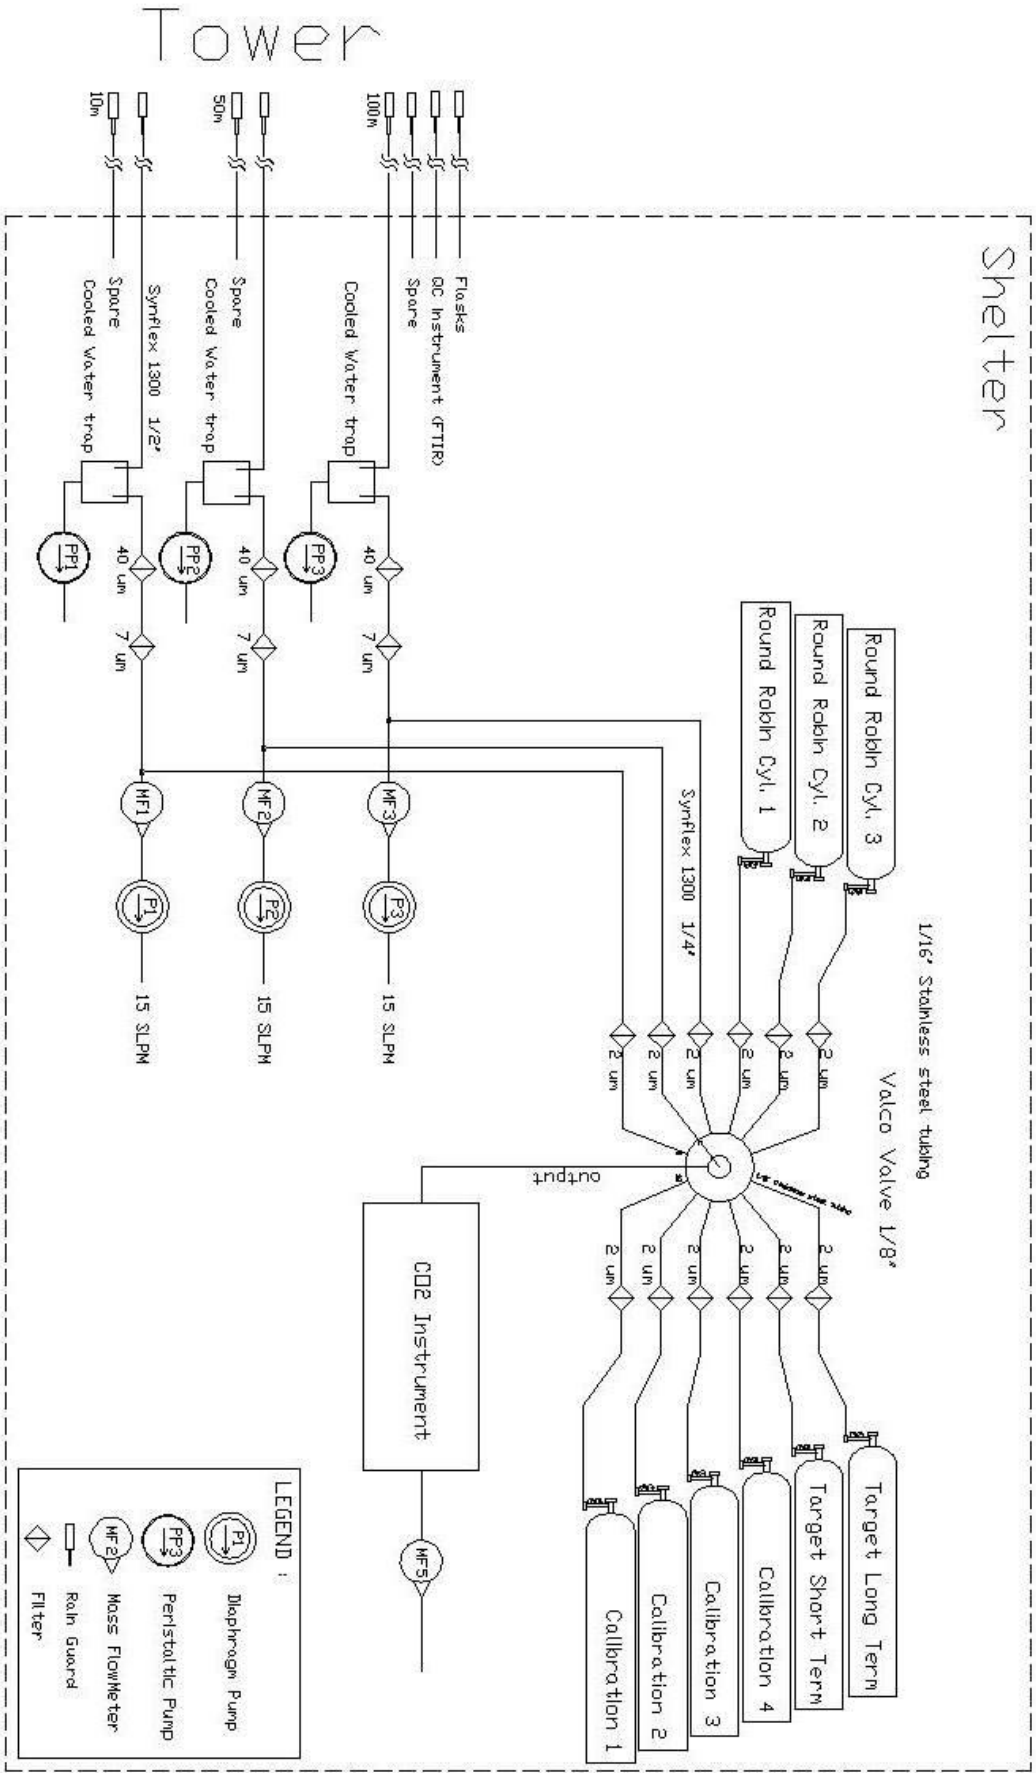 Tower
Shelter
10m
50m
100m
Flasks
QC Instrument (FTIR)
Spare
Cooled Water trap
Spare
Cooled Water trap
Synflex 1300 1/2"
Spare
Cooled Water trap
PP3
40 um
7 um
PP2
40 um
7 um
PP1
40 um
7 um
MF3
P3
15 SLPM
MF2
P2
15 SLPM
MF1
P1
15 SLPM
Synflex 1300 1/4"
Round Robin Cyl. 3
Round Robin Cyl. 2
Round Robin Cyl. 1
1/16" Stainless steel tubing
Valco Valve 1/8"
2 um
2 um
2 um
2 um
2 um
2 um
2 um
2 um
2 um
2 um
2 um
2 um
output
Target Long Term
Target Short Term
Calibration 4
Calibration 3
Calibration 2
Calibration 1
CO2 Instrument
MF5
LEGEND :
P1 Diaphragm Pump
PP3 Peristaltic Pump
MF2 Mass FlowMeter
Rain Guard
Filter